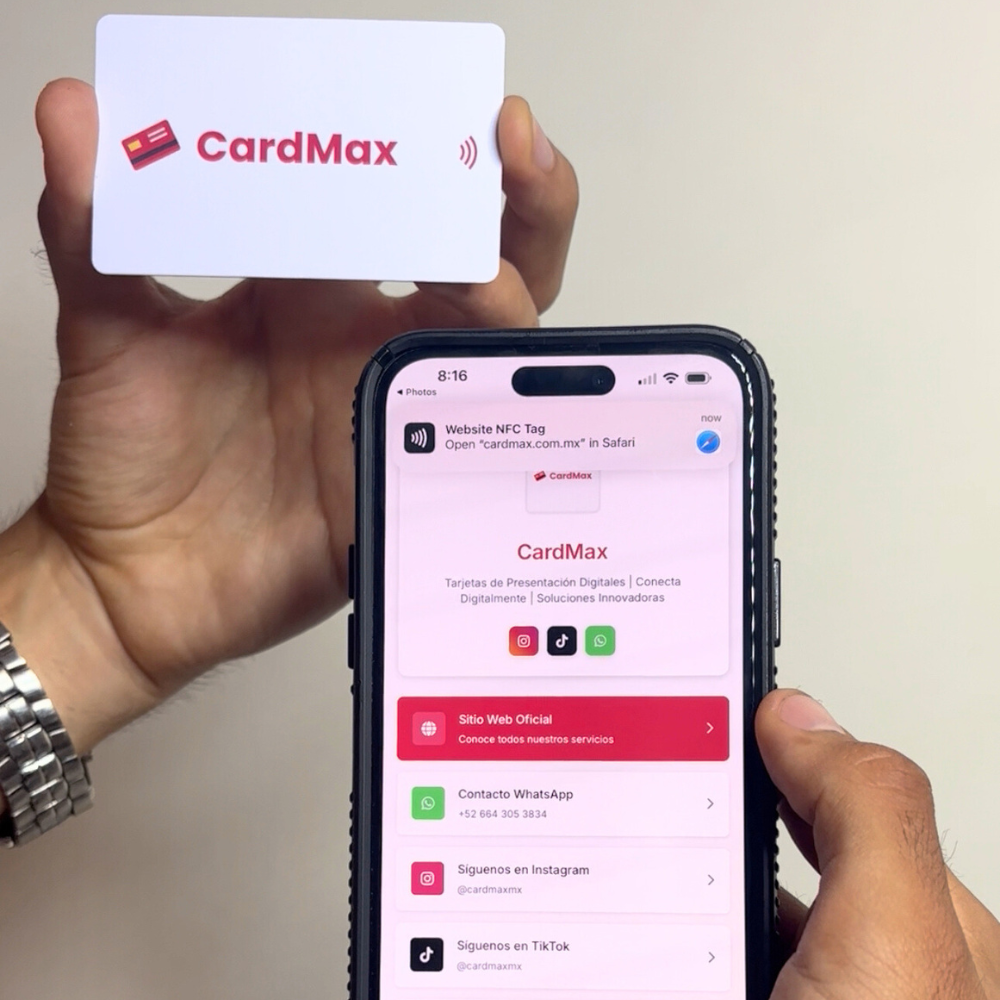 CardMax
8:16
Photos
Website NFC Tag
now
Open “cardmax.com.mx” in Safari
CardMax
CardMax
Tarjetas de Presentación Digitales | Conecta
Digitalmente | Soluciones Innovadoras
Sitio Web Oficial
Conoce todos nuestros servicios
Contacto WhatsApp
+52 664 305 3834
Síguenos en Instagram
@cardmaxmx
Síguenos en TikTok
@cardmaxmx